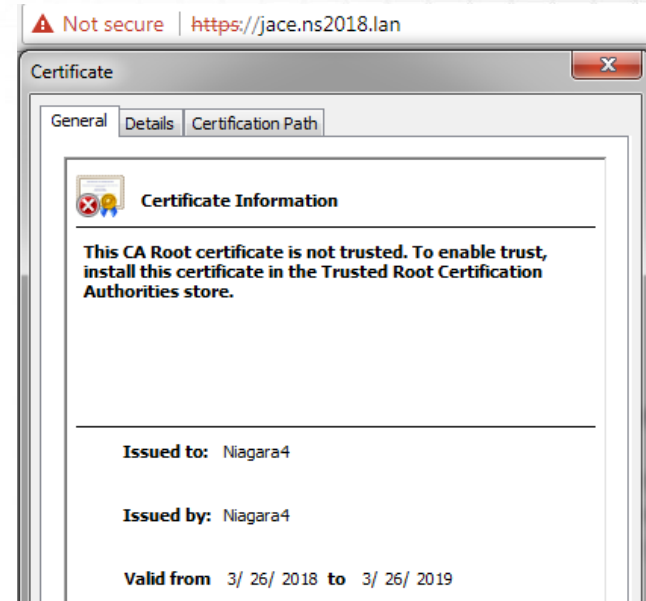 Not secure | https://jace.ns2018.lan
Certificate
General Details Certification Path
Certificate Information
This CA Root certificate is not trusted. To enable trust,
install this certificate in the Trusted Root Certification
Authorities store.
Issued to: Niagara4
Issued by: Niagara4
Valid from 3/ 26/ 2018 to 3/ 26/ 2019